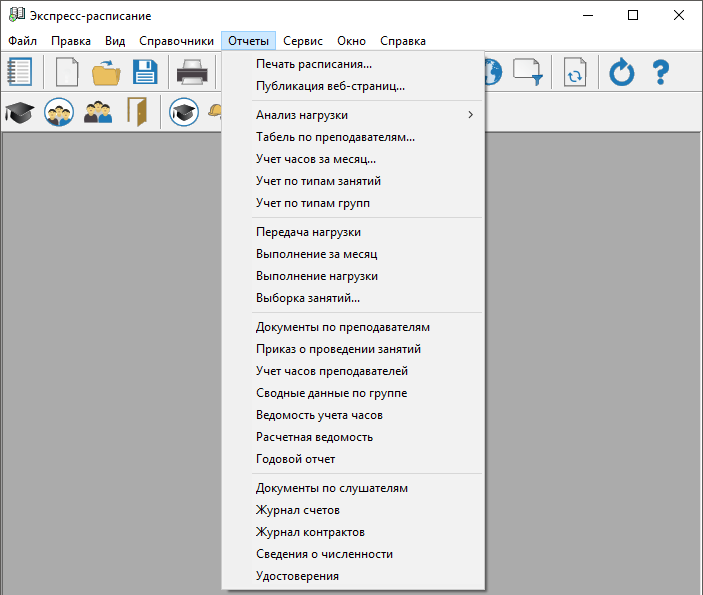 Экспресс-расписание
Файл Правка Вид Справочники Отчеты Сервис Окно Справка
Печать расписания...
Публикация веб-страниц...
Анализ нагрузки
Табель по преподавателям...
Учет часов за месяц...
Учет по типам занятий
Учет по типам групп
Передача нагрузки
Выполнение за месяц
Выполнение нагрузки
Выборка занятий...
Документы по преподавателям
Приказ о проведении занятий
Учет часов преподавателей
Сводные данные по группе
Ведомость учета часов
Расчетная ведомость
Годовой отчет
Документы по слушателям
Журнал счетов
Журнал контрактов
Сведения о численности
Удостоверения